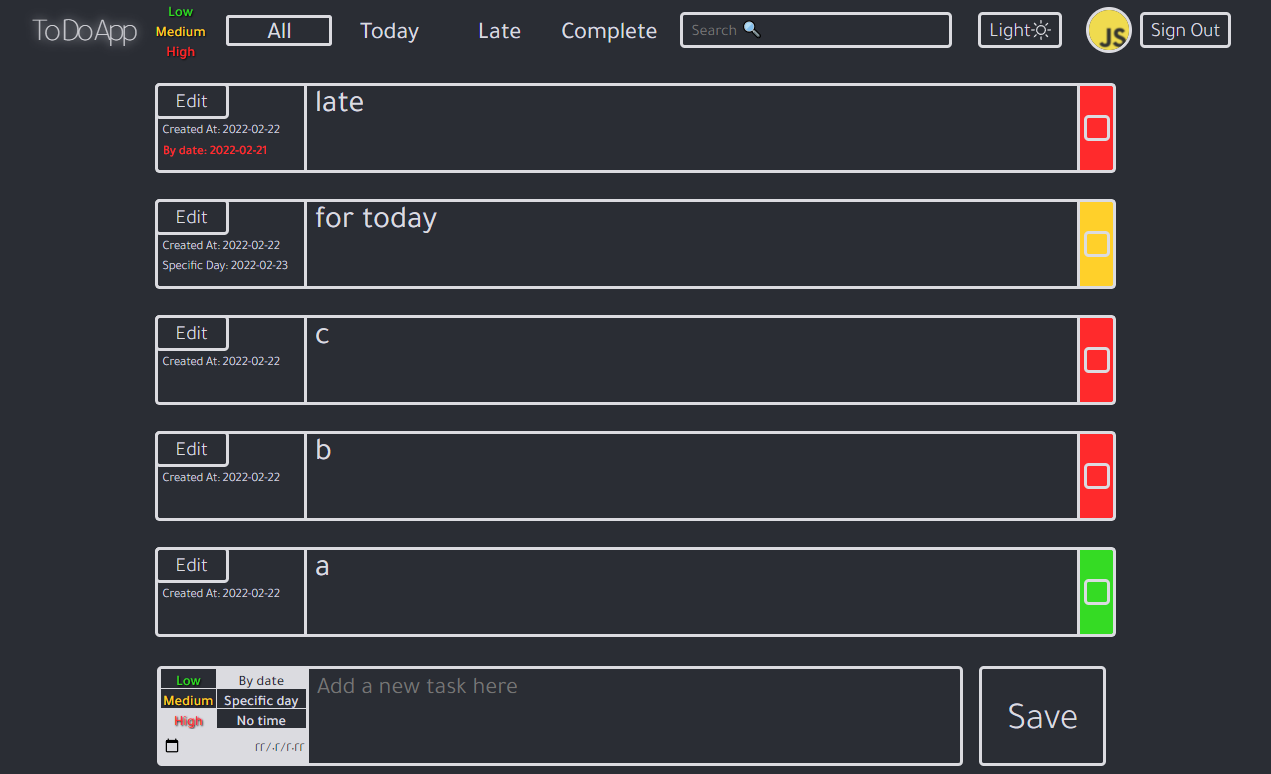 ToDoApp
Low
Medium
High
All
Today
Late
Complete
Search 🔍
Light
JS
Sign Out
Edit
late
Created At: 2022-02-22
By date: 2022-02-21
Edit
for today
Created At: 2022-02-22
Specific Day: 2022-02-23
Edit
c
Created At: 2022-02-22
Edit
b
Created At: 2022-02-22
Edit
a
Created At: 2022-02-22
Low
By date
Medium
Specific day
High
No time
٢٢/٠٢/٢٠٢٢
Add a new task here
Save